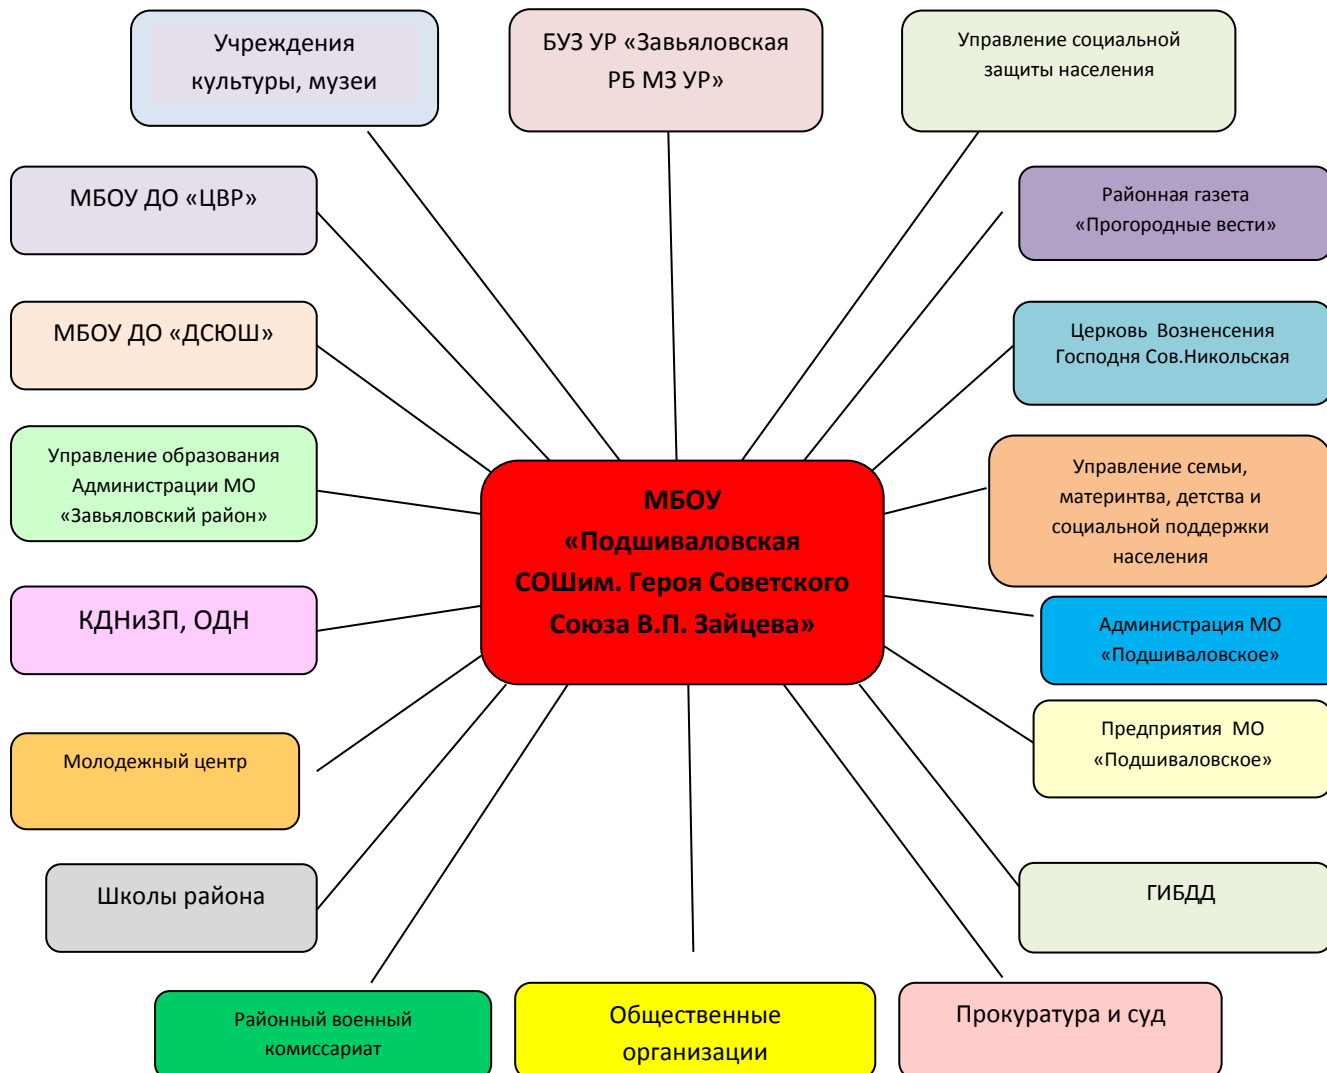 Учреждения
культуры, музеи
БУЗ УР «Завьяловская
РБ МЗ УР»
Управление социальной
защиты населения
МБОУ ДО «ЦВР»
Районная газета
«Прогородные вести»
МБОУ ДО «ДСЮШ»
Церковь Вознесения
Господня Сов.Никольская
Управление образования
Администрации МО
«Завьяловский район»
МБОУ
«Подшиваловская
СОШим. Героя Советского
Союза В.П. Зайцева»
Управление семьи,
материнтва, детства и
социальной поддержки
населения
КДНиЗП, ОДН
Администрация МО
«Подшиваловское»
Молодежный центр
Предприятия МО
«Подшиваловское»
Школы района
ГИБДД
Районный военный
комиссариат
Общественные
организации
Прокуратура и суд